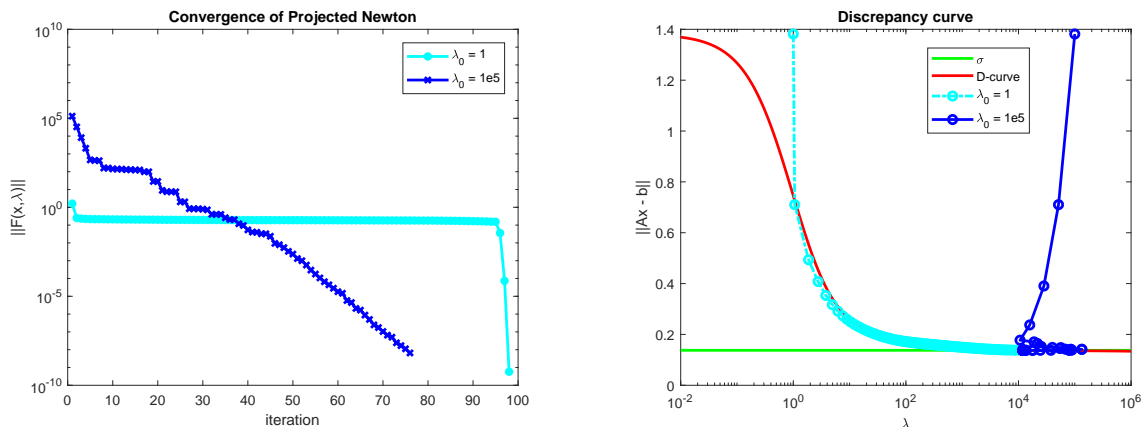 Convergence of Projected Newton
10^10
10^5
10^0
10^-5
10^-10
||F(x,λ)||
0 10 20 30 40 50 60 70 80 90 100
iteration
λ_0 = 1
λ_0 = 1e5
Discrepancy curve
1.4
1.2
1
0.8
0.6
0.4
0.2
0
||Ax - b||
10^-2 10^0 10^2 10^4 10^6
λ
σ
D-curve
λ_0 = 1
λ_0 = 1e5